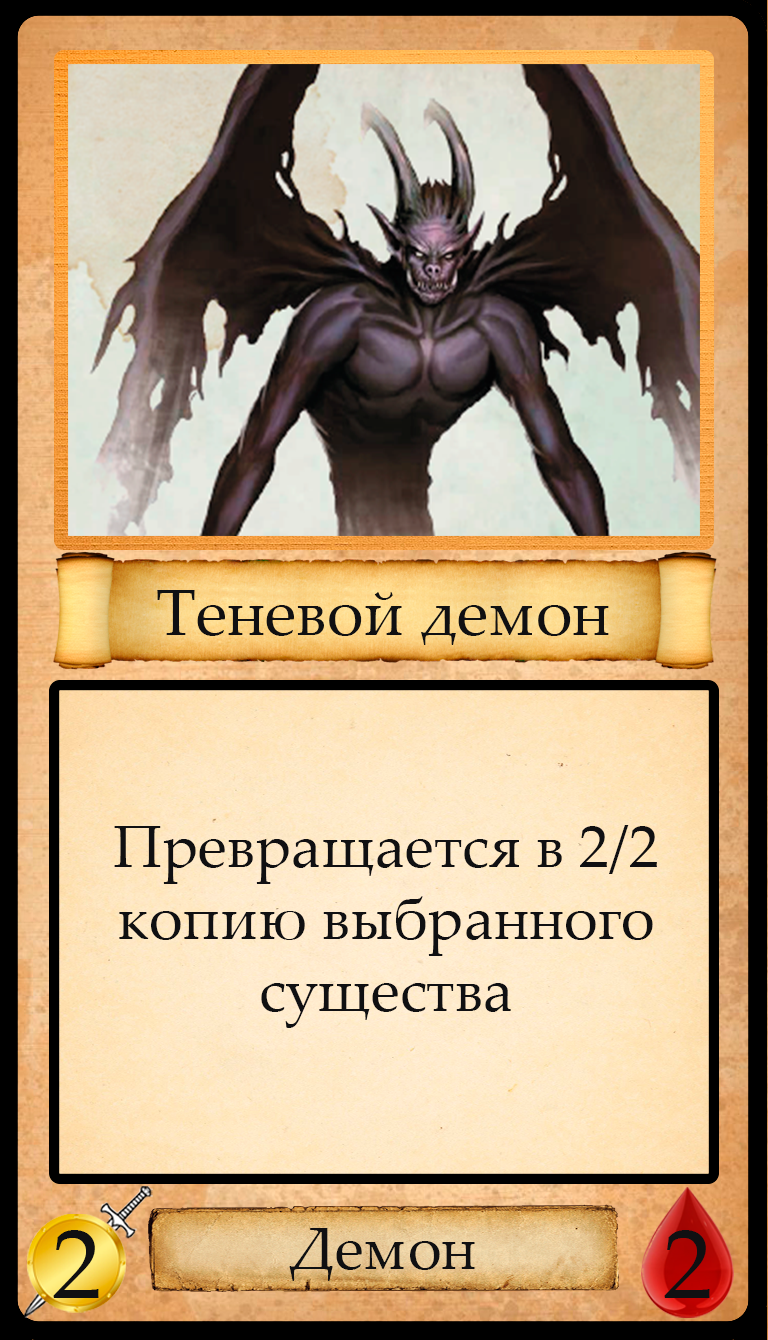 Теневой демон
Превращается в 2/2
копию выбранного
существа
2
Демон
2